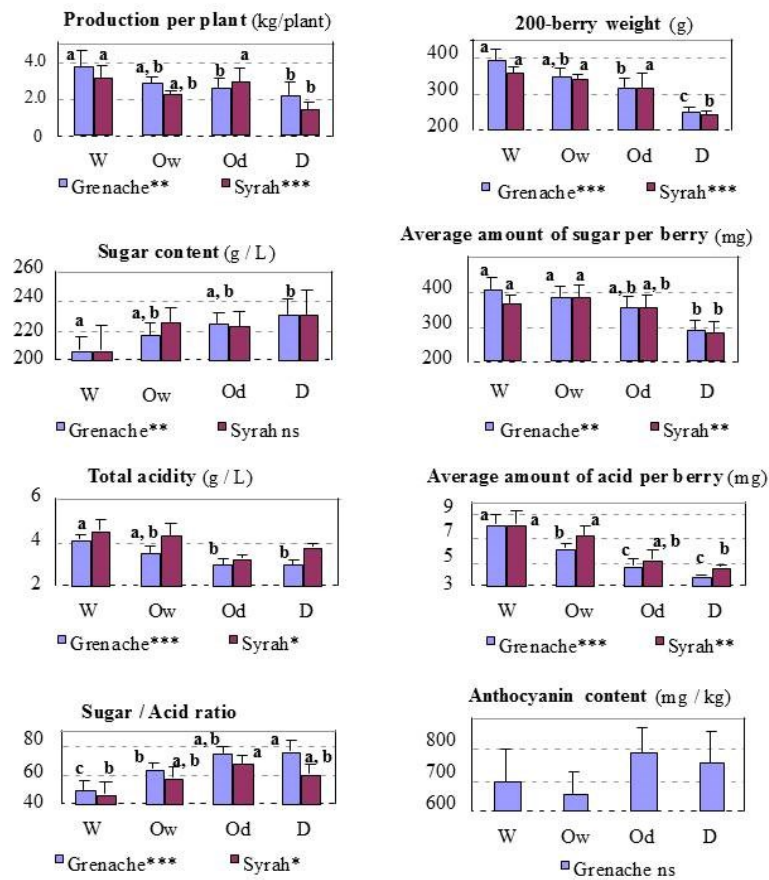 Production per plant (kg/plant)
4.0
2.0
0
a a a, b a, b b a b b
W Ow Od D
Grenache** Syrah***
200-berry weight (g)
400
300
200
a a a, b a b a c b
W Ow Od D
Grenache*** Syrah***
Sugar content (g / L)
260
240
220
200
a a, b a, b b
W Ow Od D
Grenache** Syrah ns
Average amount of sugar per berry (mg)
400
300
200
a a a a a, b a, b b b
W Ow Od D
Grenache** Syrah**
Total acidity (g / L)
6
4
2
a a, b b b
W Ow Od D
Grenache*** Syrah*
Average amount of acid per berry (mg)
9
7
5
3
a a b a c a, b c b
W Ow Od D
Grenache*** Syrah**
Sugar / Acid ratio
80
60
40
c b b a, b a, b a a a, b
W Ow Od D
Grenache*** Syrah*
Anthocyanin content (mg / kg)
800
700
600
W Ow Od D
Grenache ns